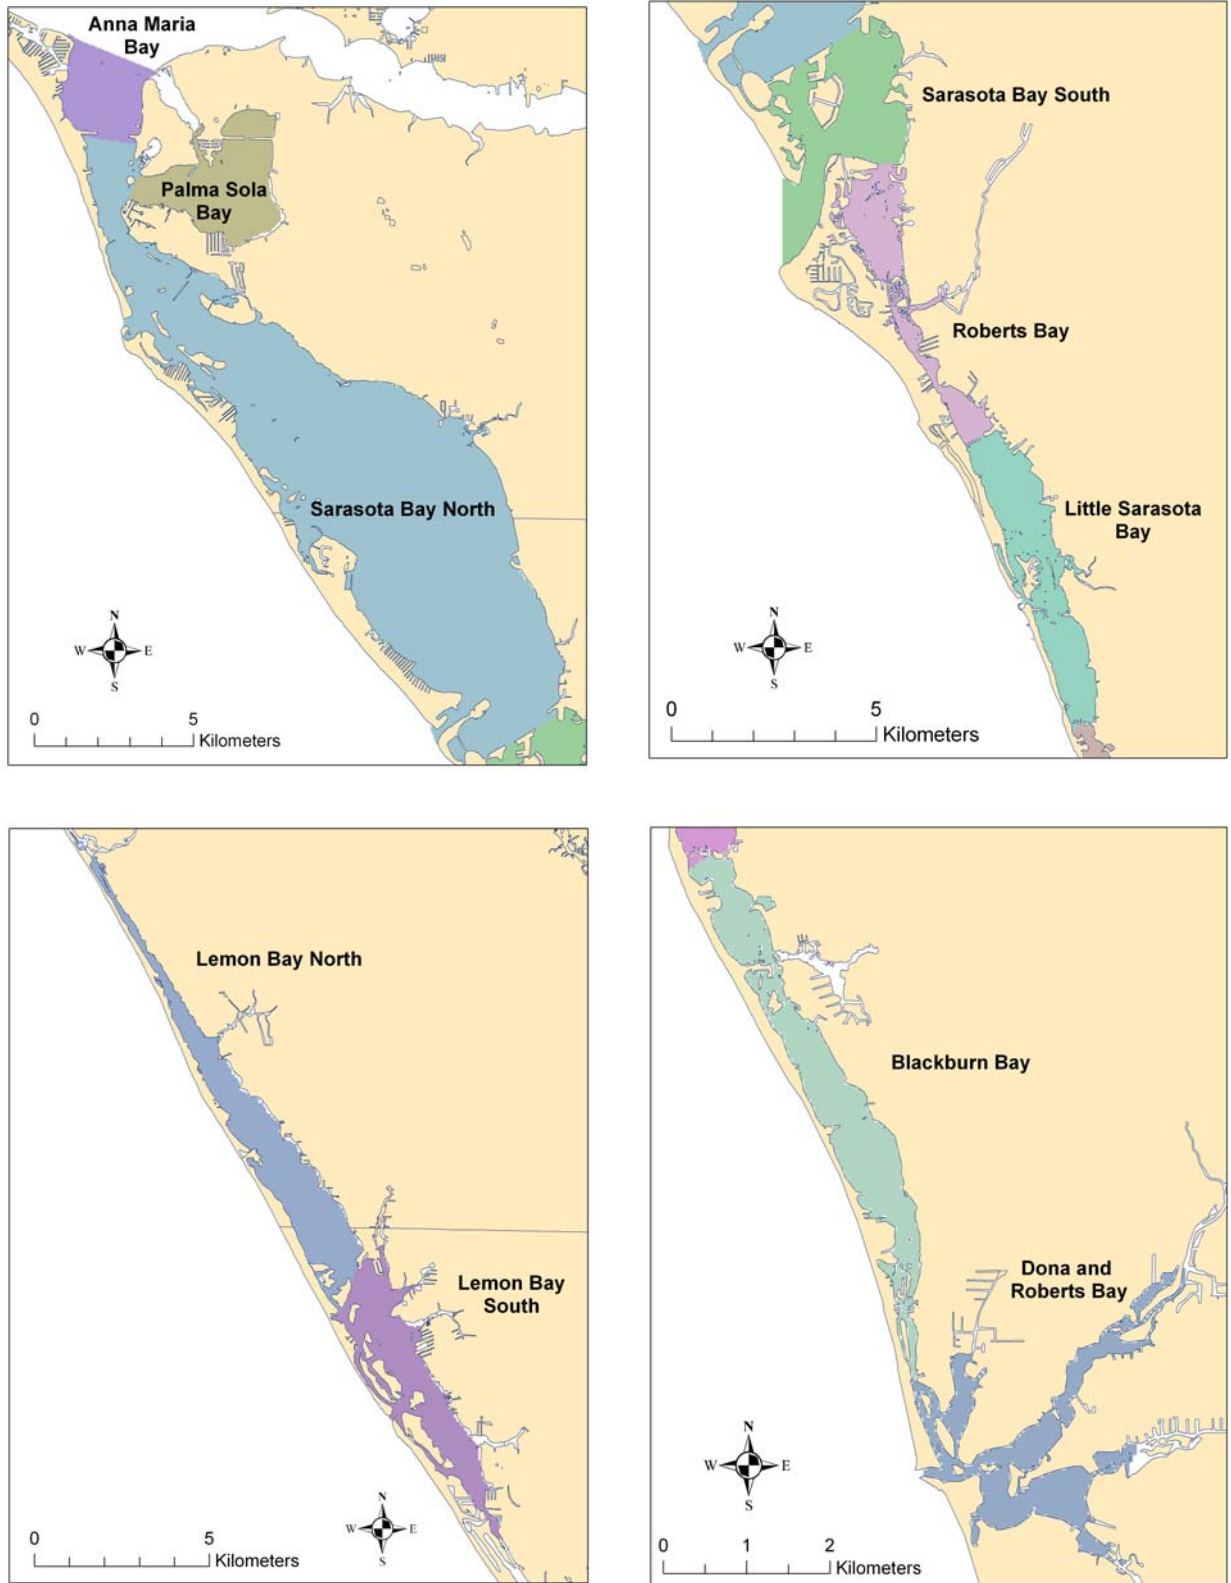 Anna Maria
Bay
Palma Sola
Bay
Sarasota Bay North
N
W E
S
0 5
Kilometers
Sarasota Bay South
Roberts Bay
Little Sarasota
Bay
N
W E
S
0 5
Kilometers
Lemon Bay North
Lemon Bay
South
N
W E
S
0 5
Kilometers
Blackburn Bay
Dona and
Roberts Bay
N
W E
S
0 1 2
Kilometers